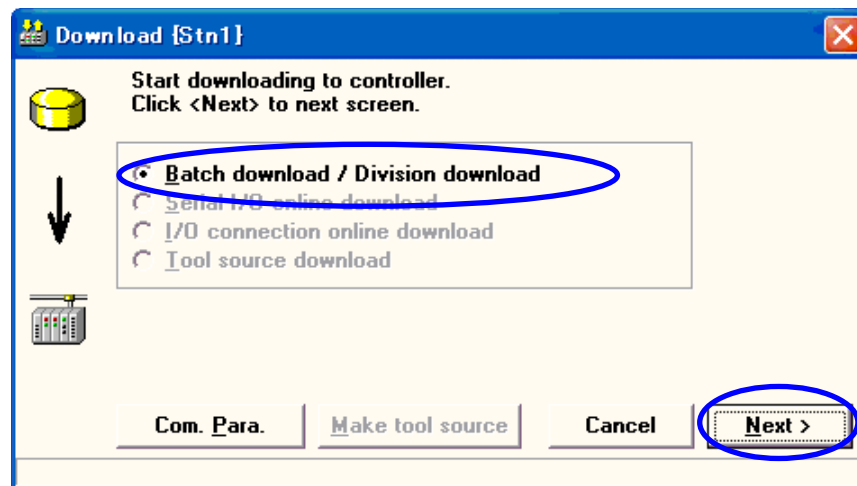 Download {Stn1}
Start downloading to controller.
Click <Next> to next screen.
Batch download / Division download
Serial I/O online download
I/O connection online download
Tool source download
Com. Para.
Make tool source
Cancel
Next >